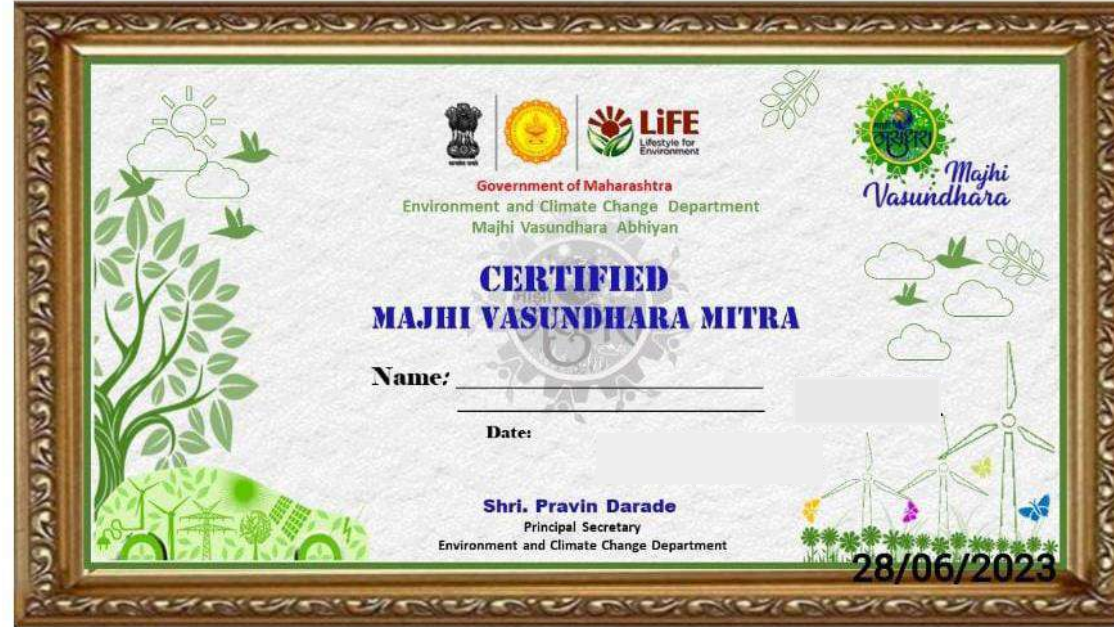 LiFE
Lifestyle for
Environment
Government of Maharashtra
Environment and Climate Change Department
Majhi Vasundhara Abhiyan
Majhi
Vasundhara
CERTIFIED
MAJHI VASUNDHARA MITRA
Name:
Date:
Shri. Pravin Darade
Principal Secretary
Environment and Climate Change Department
28/06/2023